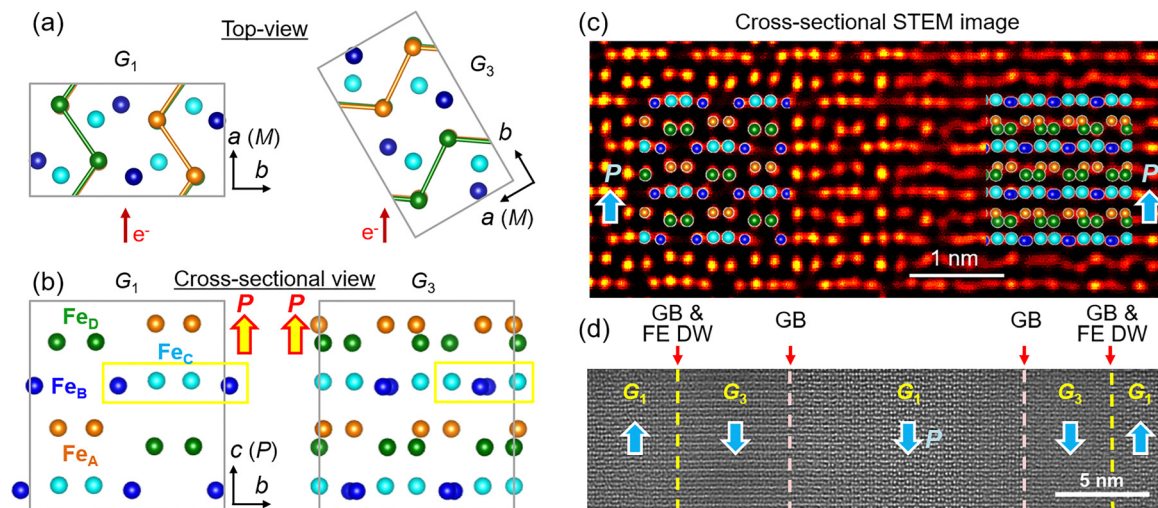 (a)
Top-view
G1
G3
a (M)
b
e-
b
a (M)
e-
(b)
Cross-sectional view
G1
G3
P
P
FeD
FeC
FeB
FeA
c (P)
b
(c)
Cross-sectional STEM image
P
P
1 nm
(d)
GB &
FE DW
GB
GB
GB &
FE DW
G1
G3
G1
G3
G1
P
5 nm